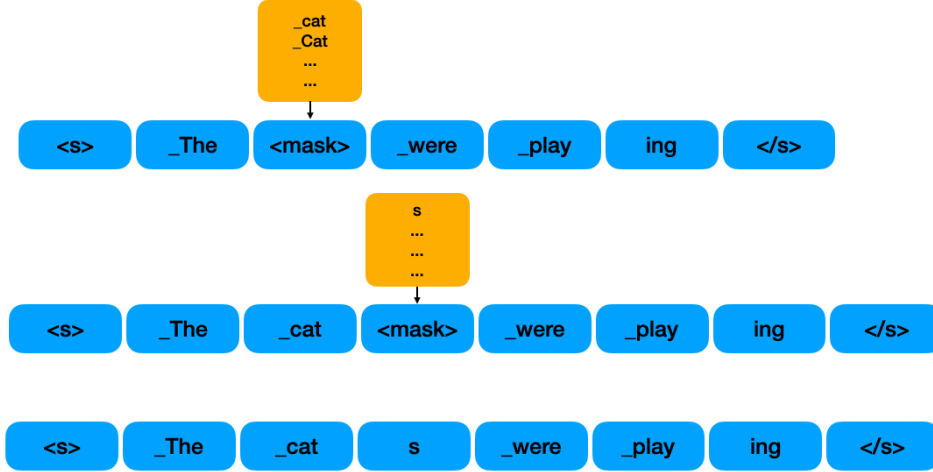 _cat
_Cat
...
...
<s> _The <mask> _were _play ing </s>
s
...
...
...
<s> _The _cat <mask> _were _play ing </s>
<s> _The _cat s _were _play ing </s>